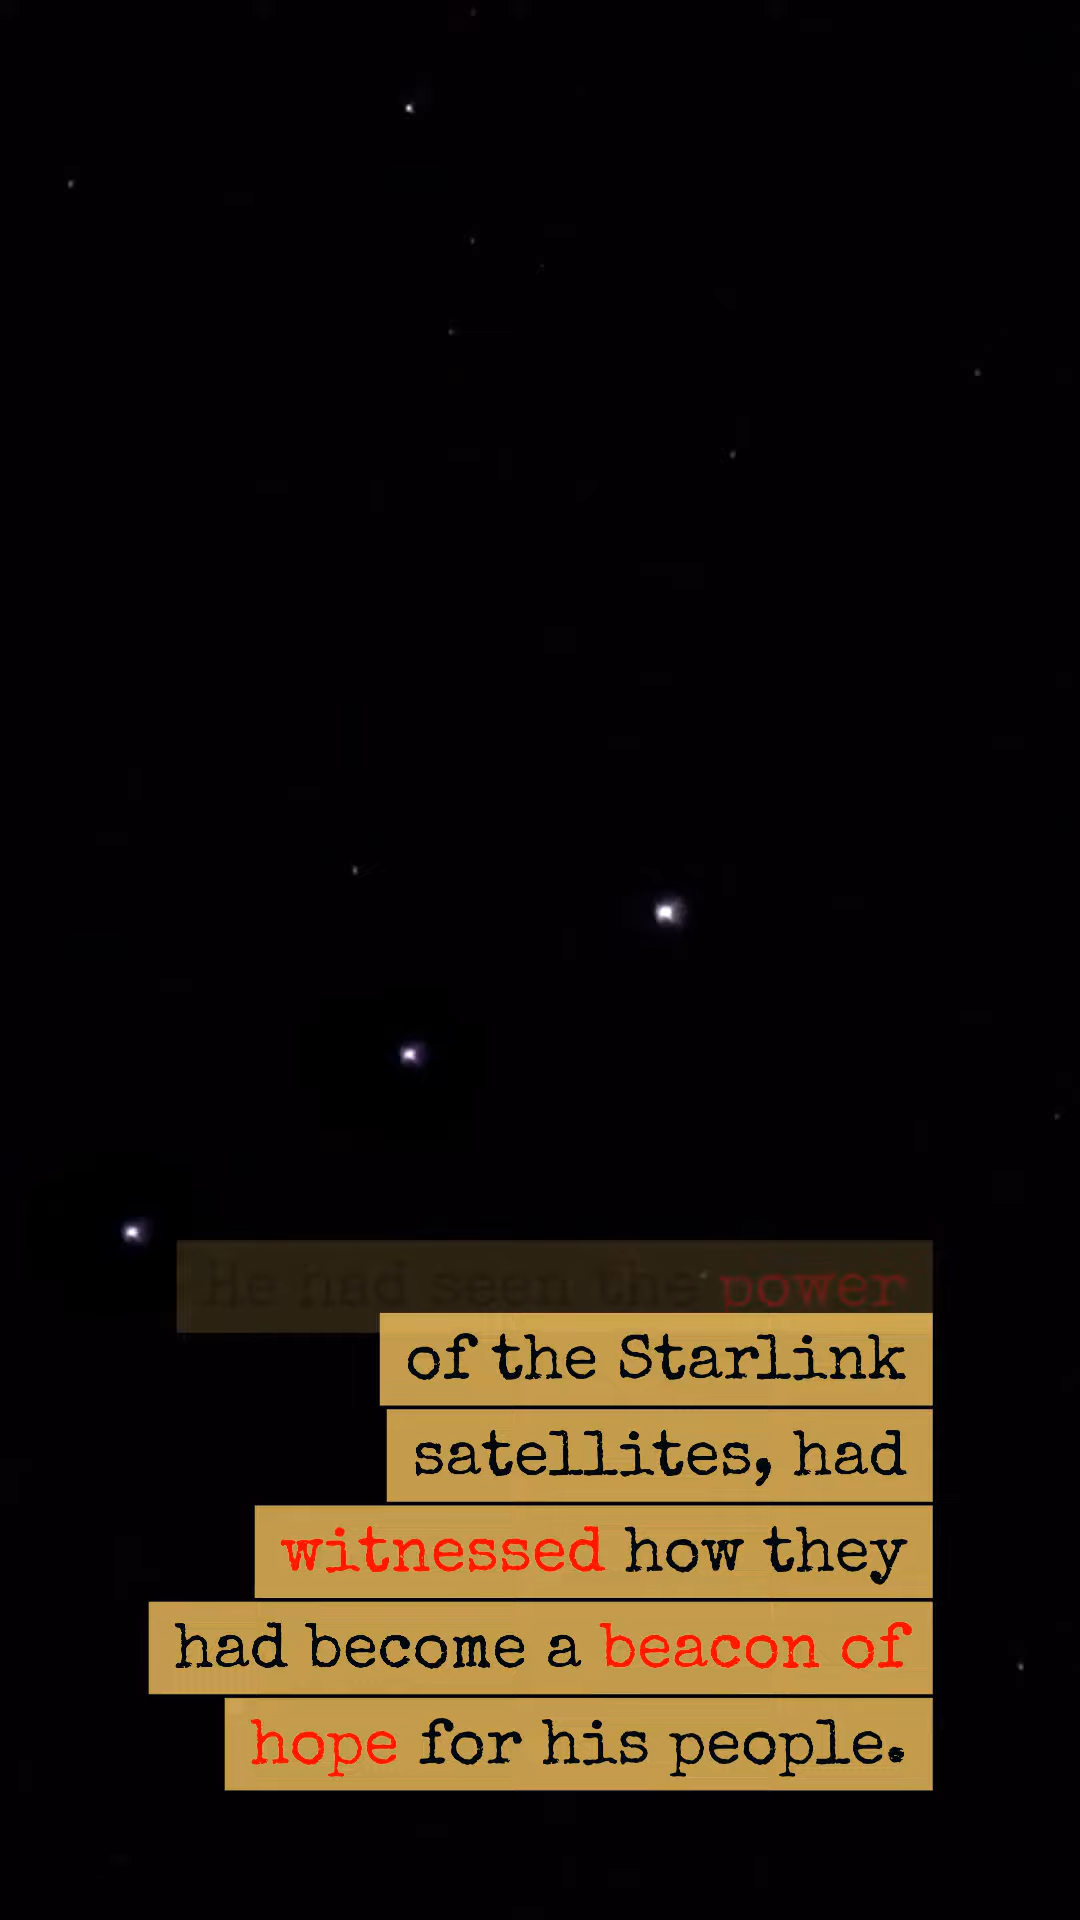 He had seen the power
of the Starlink
satellites, had
witnessed how they
had become a beacon of
hope for his people.